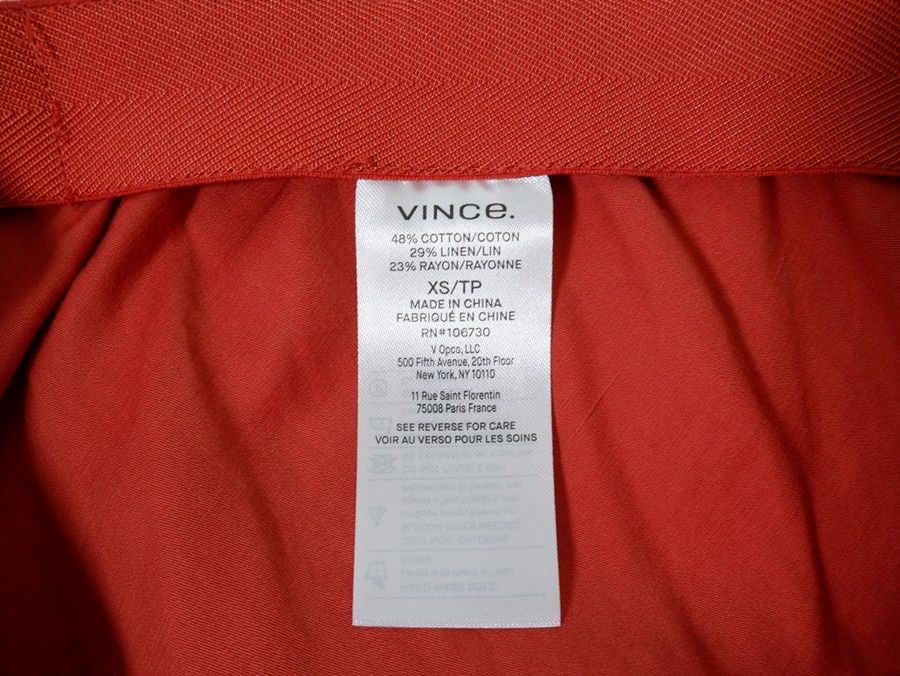 VINCE.
48% COTTON/COTON
29% LINEN/LIN
23% RAYON/RAYONNE
XS/TP
MADE IN CHINA
FABRIQUÉ EN CHINE
RN#106730
V Opco, LLC
500 Fifth Avenue, 20th Floor
New York, NY 10110
11 Rue Saint Florentin
75008 Paris France
SEE REVERSE FOR CARE
VOIR AU VERSO POUR LES SOINS